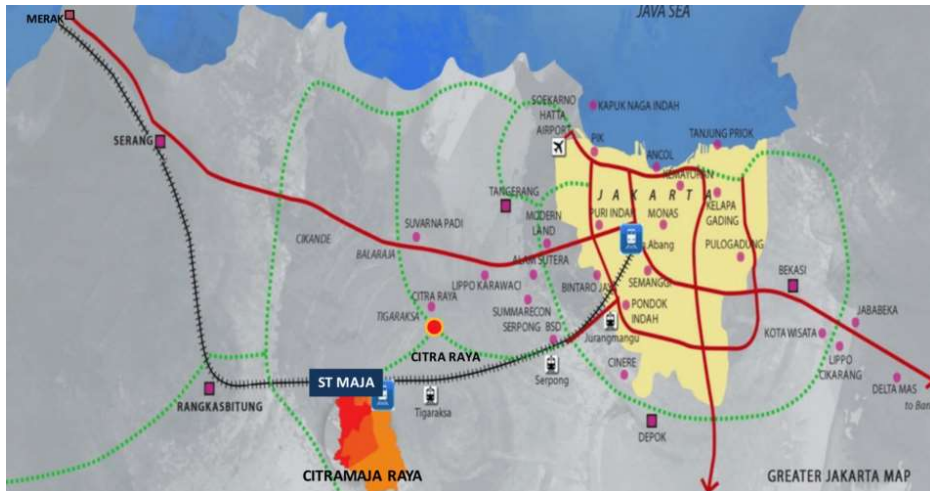 JAVA SEA
MERAK
SOEKARNO
HATTA
AIRPORT
KAPUK NAGA INDAH
TANJUNG PRIOK
SERANG
PIK
ANCOL
KEMAYORAN
JAKARTA
TANGERANG
KELAPA
GADING
MODERN
LAND
PURI INDAH
MONAS
SUVARNA PADI
CIKANDE
BALARAJA
Abang
PULOGADUNG
ALAM SUTERA
LIPPO KARAWACI
BINTARO JAYA
SEMANGGI
BEKASI
CITRA RAYA
TIGARAKSA
SUMMARECON
SERPONG
BSD
PONDOK
INDAH
Jurangmangu
KOTA WISATA
JABABEKA
CITRA RAYA
LIPPO
CIKARANG
ST MAJA
Serpong
CINERE
DELTA MAS
RANGKASBITUNG
Tigaraksa
to Ban
DEPOK
CITRAMAJA RAYA
GREATER JAKARTA MAP